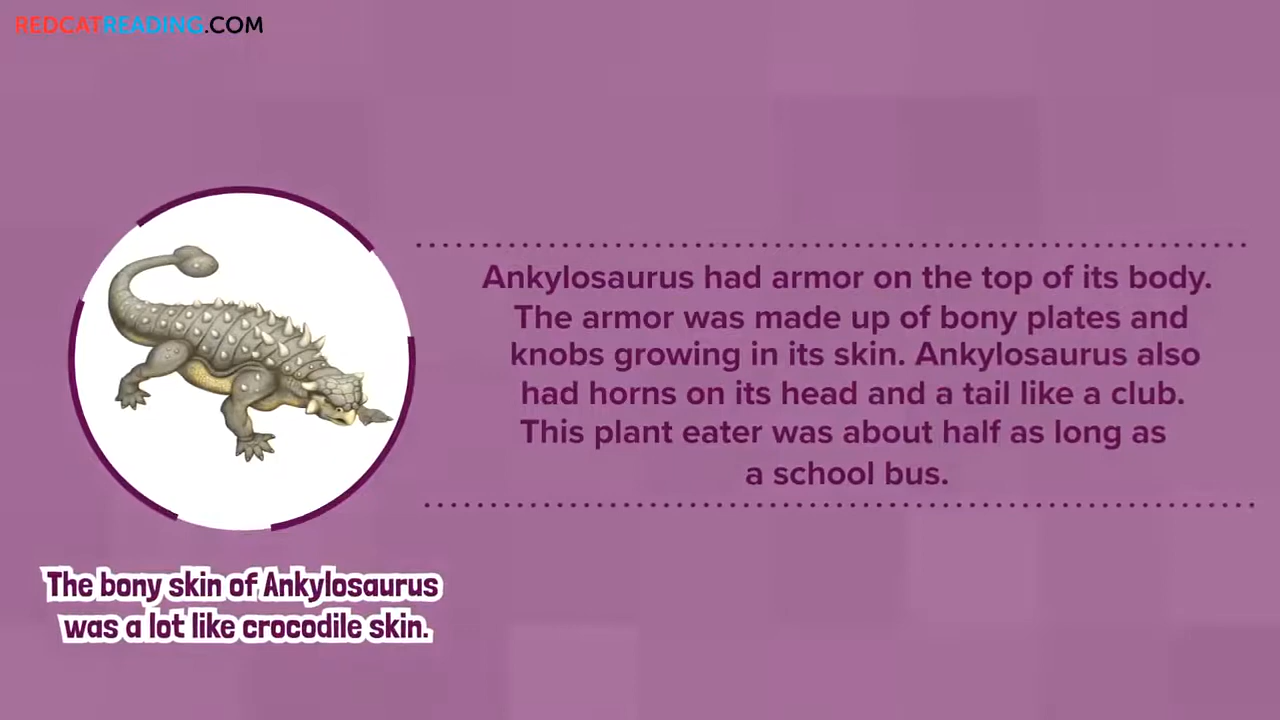 REDCATREADING.COM
Ankylosaurus had armor on the top of its body.
The armor was made up of bony plates and
knobs growing in its skin. Ankylosaurus also
had horns on its head and a tail like a club.
This plant eater was about half as long as
a school bus.
The bony skin of Ankylosaurus
was a lot like crocodile skin.